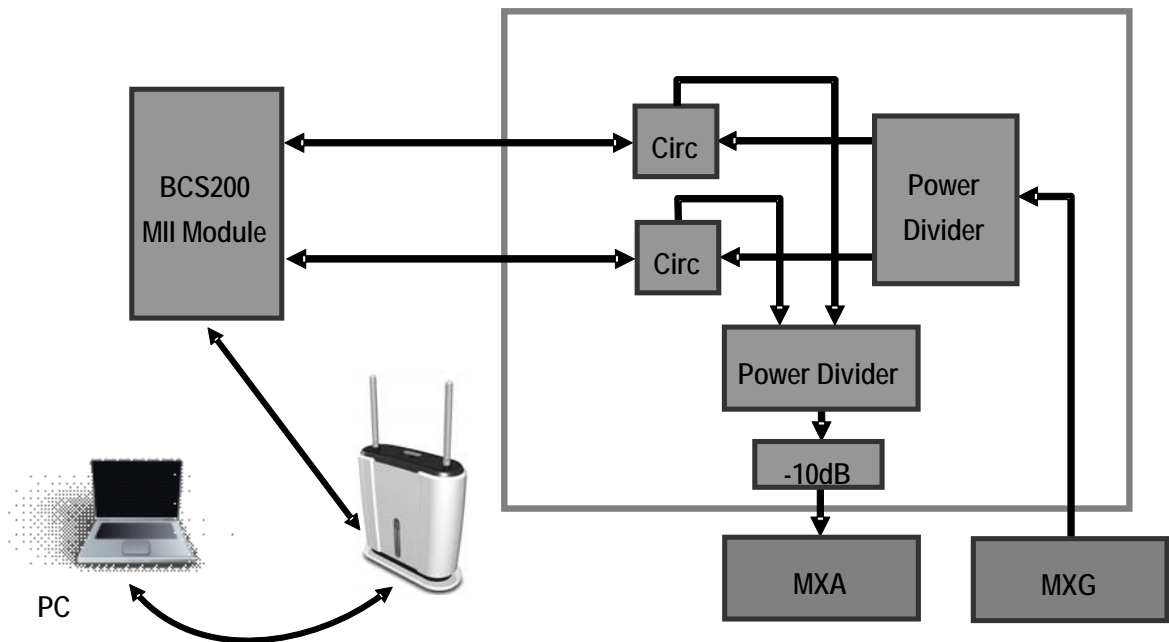 BCS200
MII Module
Circ
Circ
Power
Divider
Power Divider
-10dB
MXA
MXG
PC